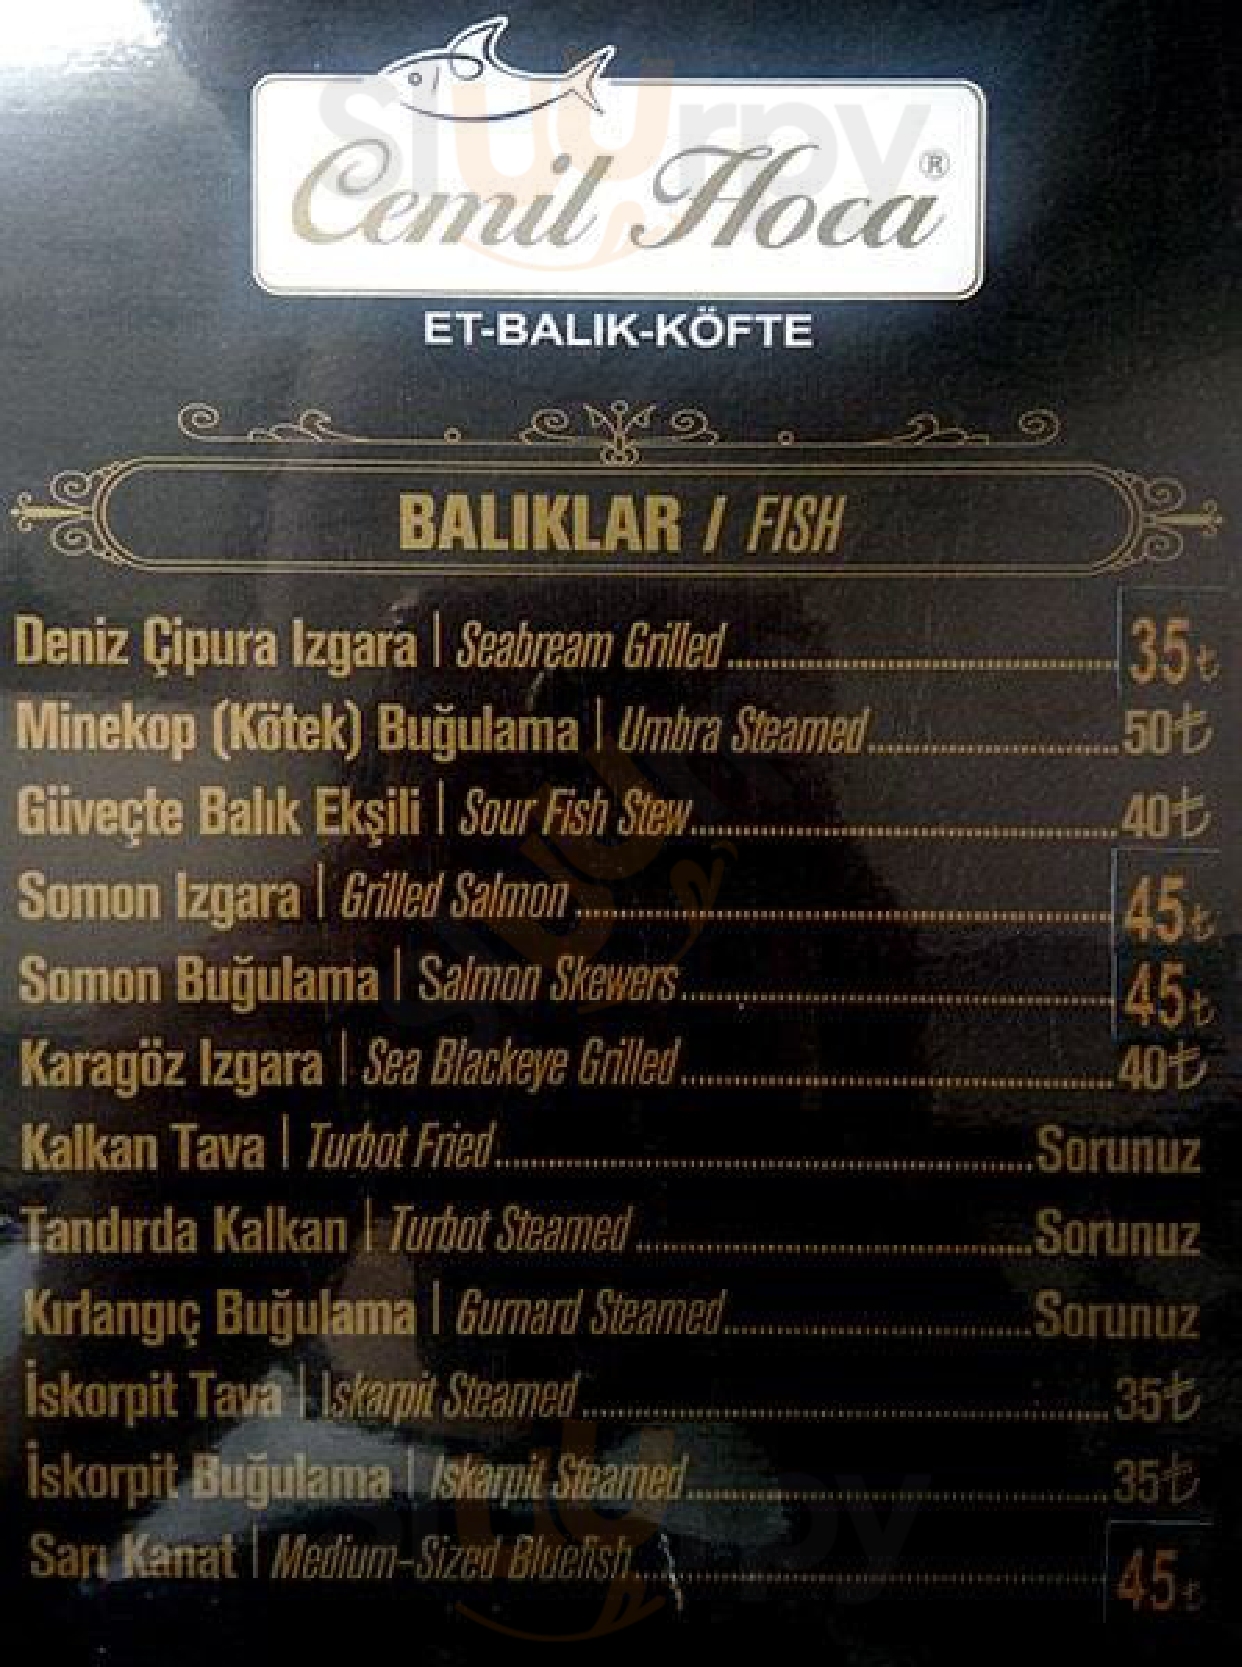 sluurpy
Cemil Hoca®
ET-BALIK-KÖFTE
BALIKLAR / FISH
Deniz Çipura Izgara | Seabream Grilled 35₺
Minekop (Kötek) Buğulama | Umbra Steamed 50₺
Güveçte Balık Ekşili | Sour Fish Stew 40₺
Somon Izgara | Grilled Salmon 45₺
Somon Buğulama | Salmon Skewers 45₺
Karagöz Izgara | Sea Blackeye Grilled 40₺
Kalkan Tava | Turbot Fried Sorunuz
Tandırda Kalkan | Turbot Steamed Sorunuz
Kırlangıç Buğulama | Gurnard Steamed Sorunuz
İskorpit Tava | Iskarpit Steamed 35₺
İskorpit Buğulama | Iskarpit Steamed 35₺
Sarı Kanat | Medium-Sized Bluefish 45₺